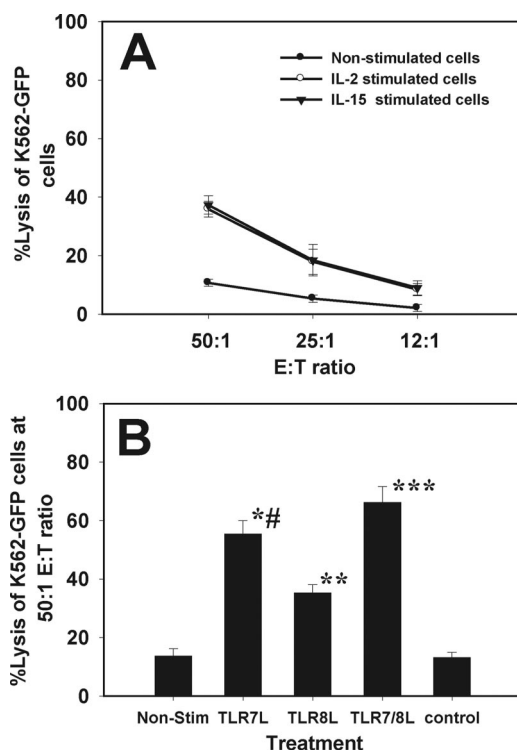 A
100
80
60
40
20
0
Non-stimulated cells
IL-2 stimulated cells
IL-15 stimulated cells
%Lysis of K562-GFP
cells
50:1
25:1
12:1
E:T ratio
B
100
80
60
40
20
0
%Lysis of K562-GFP cells at
50:1 E:T ratio
*#
**
***
Non-Stim
TLR7L
TLR8L
TLR7/8L
control
Treatment